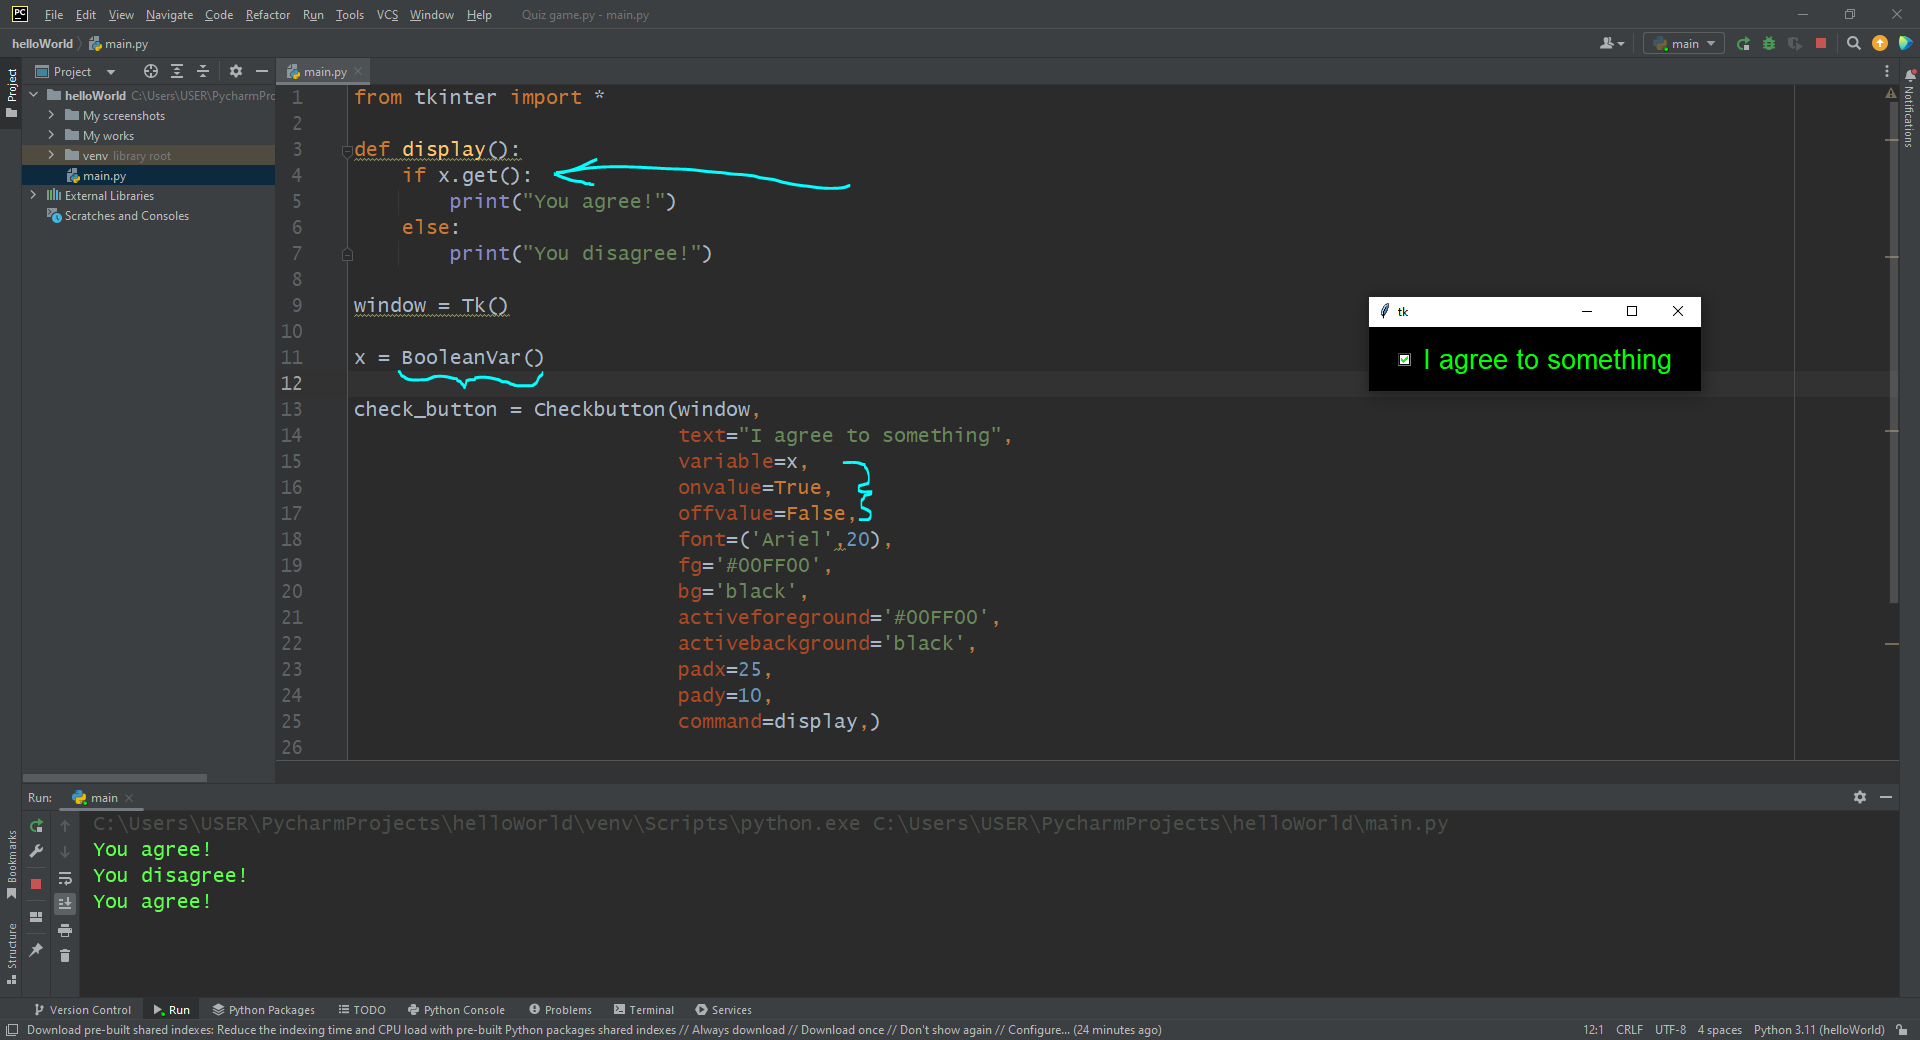 PC File Edit View Navigate Code Refactor Run Tools VCS Window Help Quiz game.py - main.py
helloWorld main.py main
Project
Project
main.py
Notifications
helloWorld C:\Users\USER\PycharmPro
My screenshots
My works
venv library root
main.py
External Libraries
Scratches and Consoles
1 from tkinter import *
2
3 def display():
4 if x.get():
5 print("You agree!")
6 else:
7 print("You disagree!")
8
9 window = Tk()
10
11 x = BooleanVar()
12
13 check_button = Checkbutton(window,
14 text="I agree to something",
15 variable=x,
16 onvalue=True,
17 offvalue=False,
18 font=('Ariel',20),
19 fg='#00FF00',
20 bg='black',
21 activeforeground='#00FF00',
22 activebackground='black',
23 padx=25,
24 pady=10,
25 command=display,)
26
tk
I agree to something
Run: main
C:\Users\USER\PycharmProjects\helloWorld\venv\Scripts\python.exe C:\Users\USER\PycharmProjects\helloWorld\main.py
You agree!
You disagree!
You agree!
Bookmarks
Structure
Version Control Run Python Packages TODO Python Console Problems Terminal Services
Download pre-built shared indexes: Reduce the indexing time and CPU load with pre-built Python packages shared indexes // Always download // Download once // Don't show again // Configure... (24 minutes ago) 12:1 CRLF UTF-8 4 spaces Python 3.11 (helloWorld)